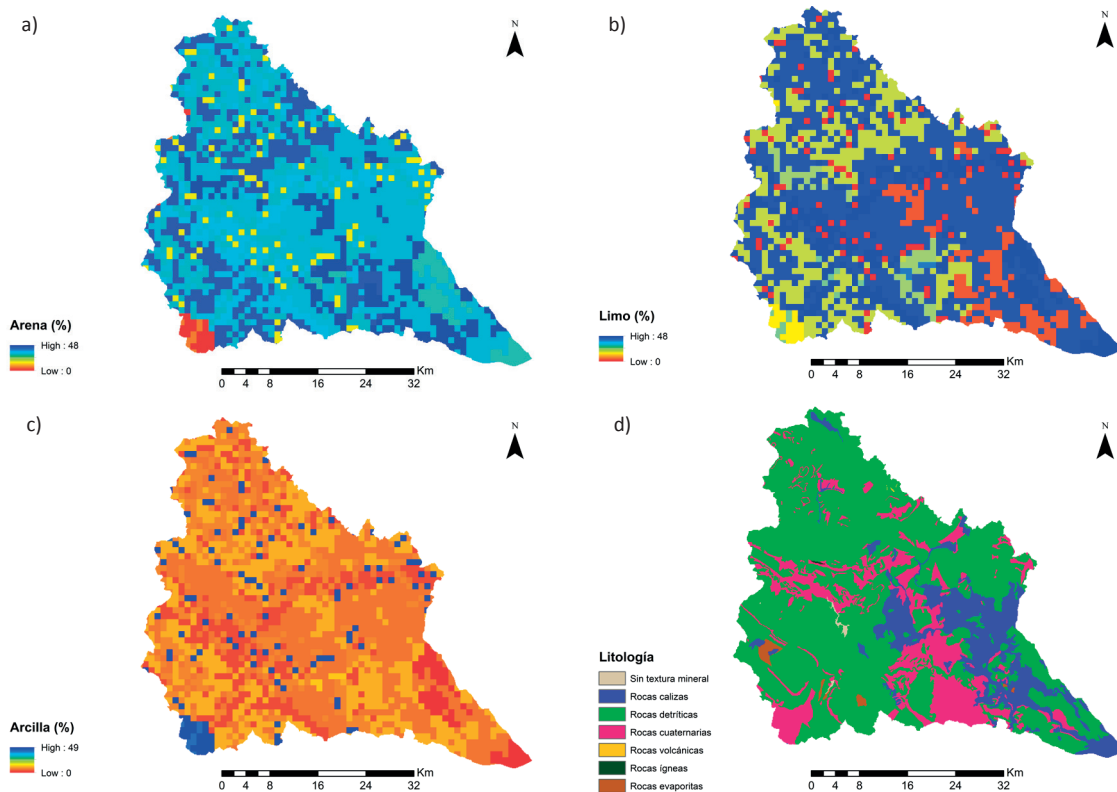 a)
N
Arena (%)
High : 48
Low : 0
Km
0 4 8 16 24 32
b)
N
Limo (%)
High : 48
Low : 0
Km
0 4 8 16 24 32
c)
N
Arcilla (%)
High : 49
Low : 0
Km
0 4 8 16 24 32
d)
N
Litología
Sin textura mineral
Rocas calizas
Rocas detríticas
Rocas cuaternarias
Rocas volcánicas
Rocas ígneas
Rocas evaporitas
Km
0 4 8 16 24 32